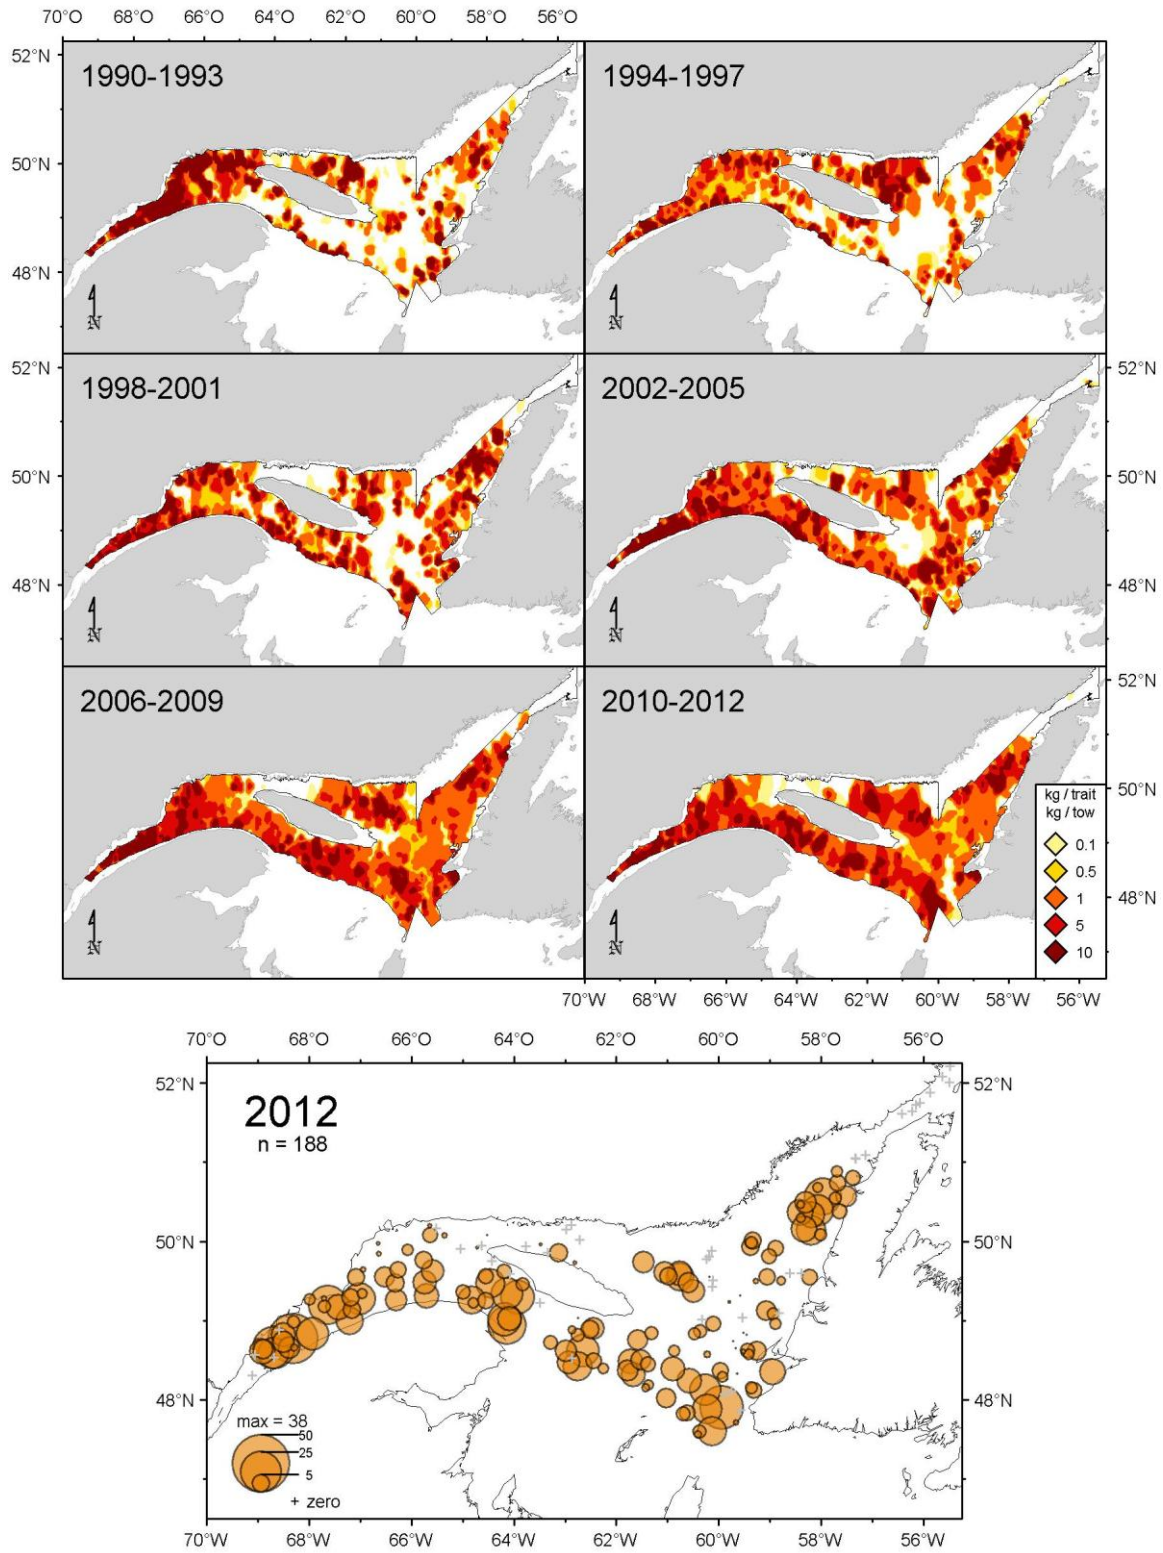 70°O 68°O 66°O 64°O 62°O 60°O 58°O 56°O
52°N
1990-1993
1994-1997
50°N
48°N
N
N
52°N
1998-2001
2002-2005
50°N
50°N
48°N
48°N
N
N
52°N
2006-2009
2010-2012
50°N
kg / trait
kg / tow
0.1
0.5
1
48°N
5
10
N
N
70°W 68°W 66°W 64°W 62°W 60°W 58°W 56°W
70°O 68°O 66°O 64°O 62°O 60°O 58°O 56°O
52°N
52°N
2012
n = 188
50°N
50°N
48°N
48°N
max = 38
50
25
5
+ zero
70°W 68°W 66°W 64°W 62°W 60°W 58°W 56°W